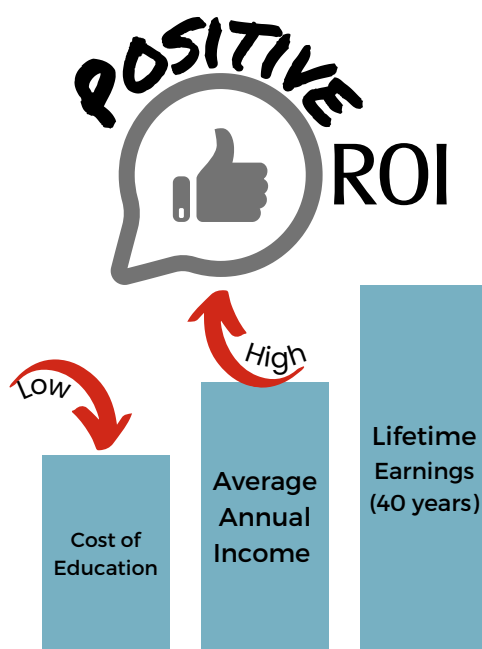 POSITIVE
ROI
Low
High
Cost of
Education
Average
Annual
Income
Lifetime
Earnings
(40 years)